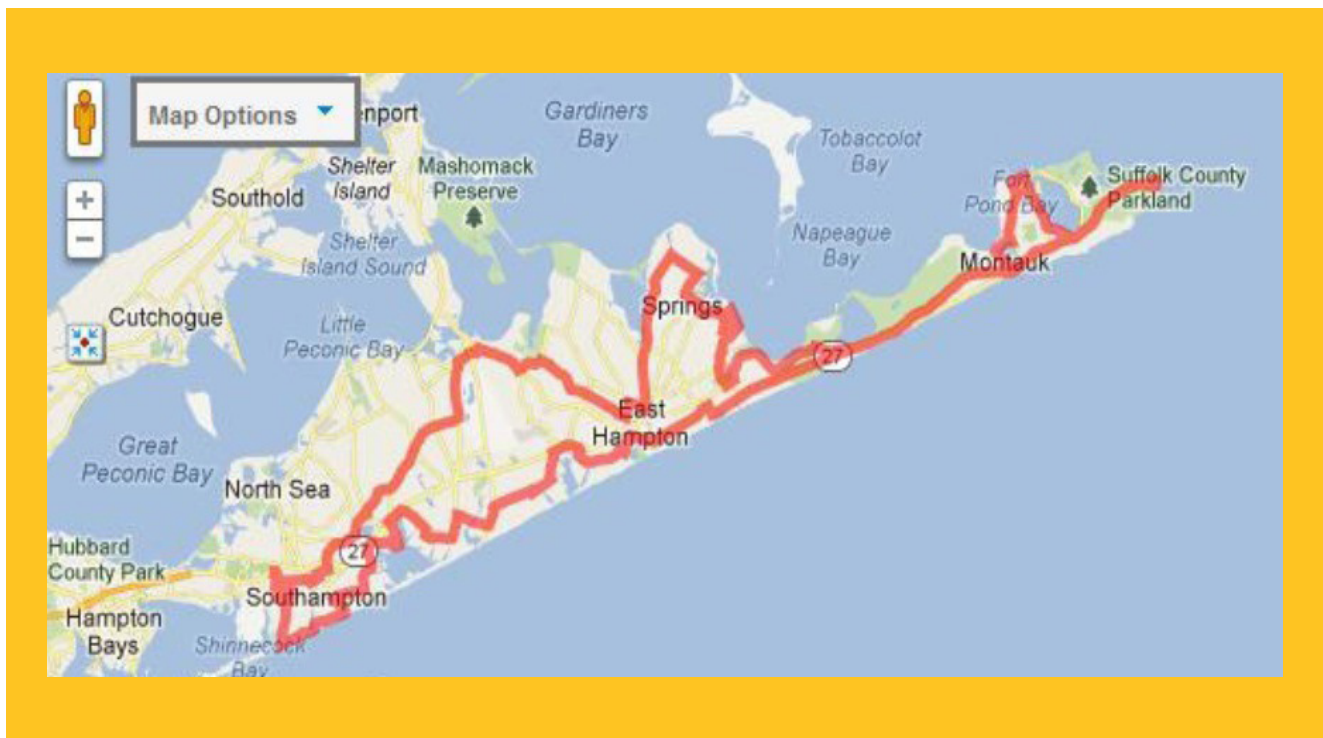 Map Options
enport
Gardiners
Bay
Tobaccolot
Bay
Shelter
Island
Mashomack
Preserve
Southold
Fort
Pond Bay
Suffolk County
Parkland
Shelter
Island Sound
Napeague
Bay
Montauk
Cutchogue
Little
Peconic Bay
Springs
27
East
Hampton
Great
Peconic Bay
North Sea
27
Hubbard
County Park
Southampton
Hampton
Bays
Shinnecock
Bay